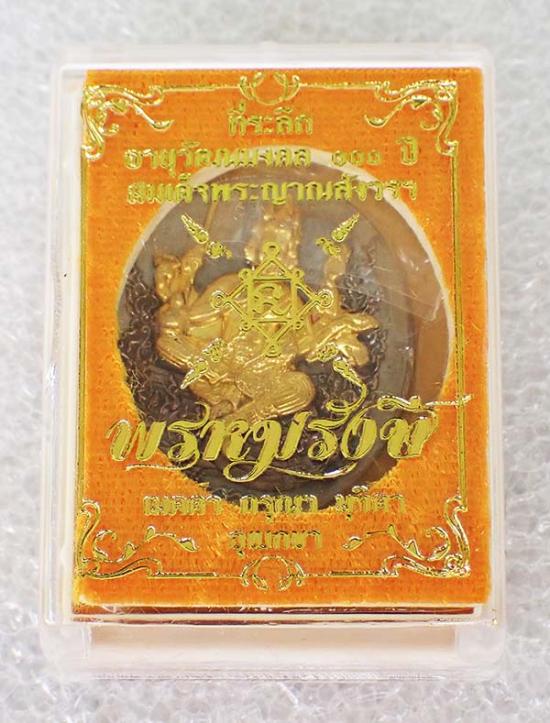 ที่ระลึก
อายุวัฒนมงคล ๑๐๐ ปี
สมเด็จพระญาณสังวรฯ
พรหมรังษี
เมตตา กรุณา มุทิตา
อุเบกขา